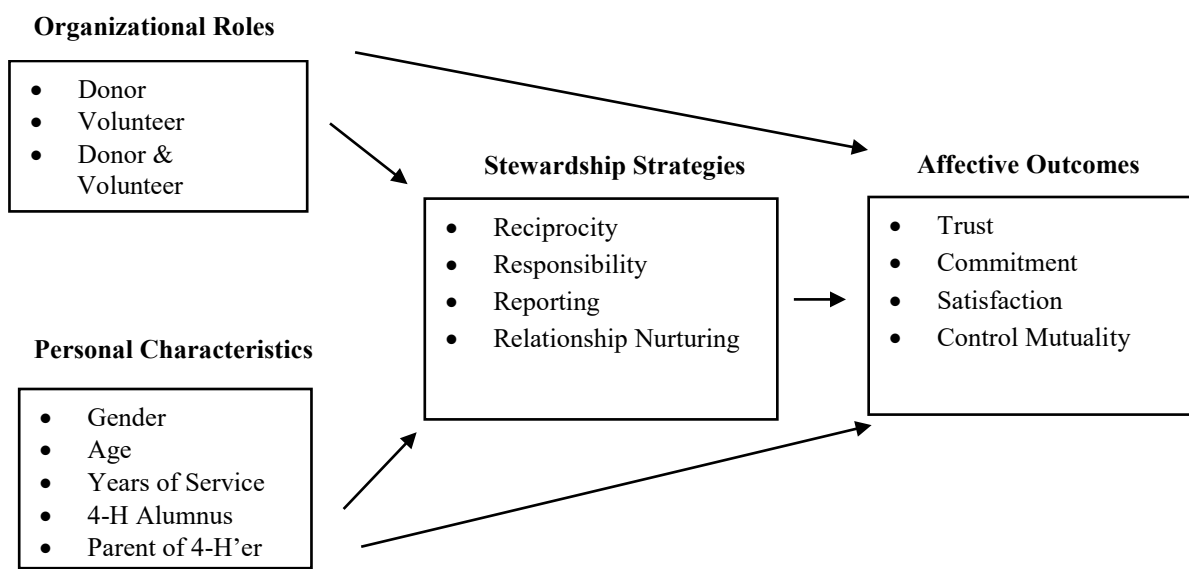 Organizational Roles
• Donor
• Volunteer
• Donor &
Volunteer
Stewardship Strategies
• Reciprocity
• Responsibility
• Reporting
• Relationship Nurturing
Affective Outcomes
• Trust
• Commitment
• Satisfaction
• Control Mutuality
Personal Characteristics
• Gender
• Age
• Years of Service
• 4-H Alumnus
• Parent of 4-H’er